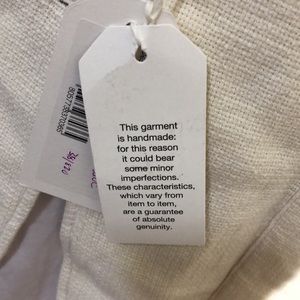 This garment
is handmade:
for this reason
it could bear
some minor
imperfections.
These characteristics,
which vary from
item to item,
are a guarantee
of absolute
genuinity.